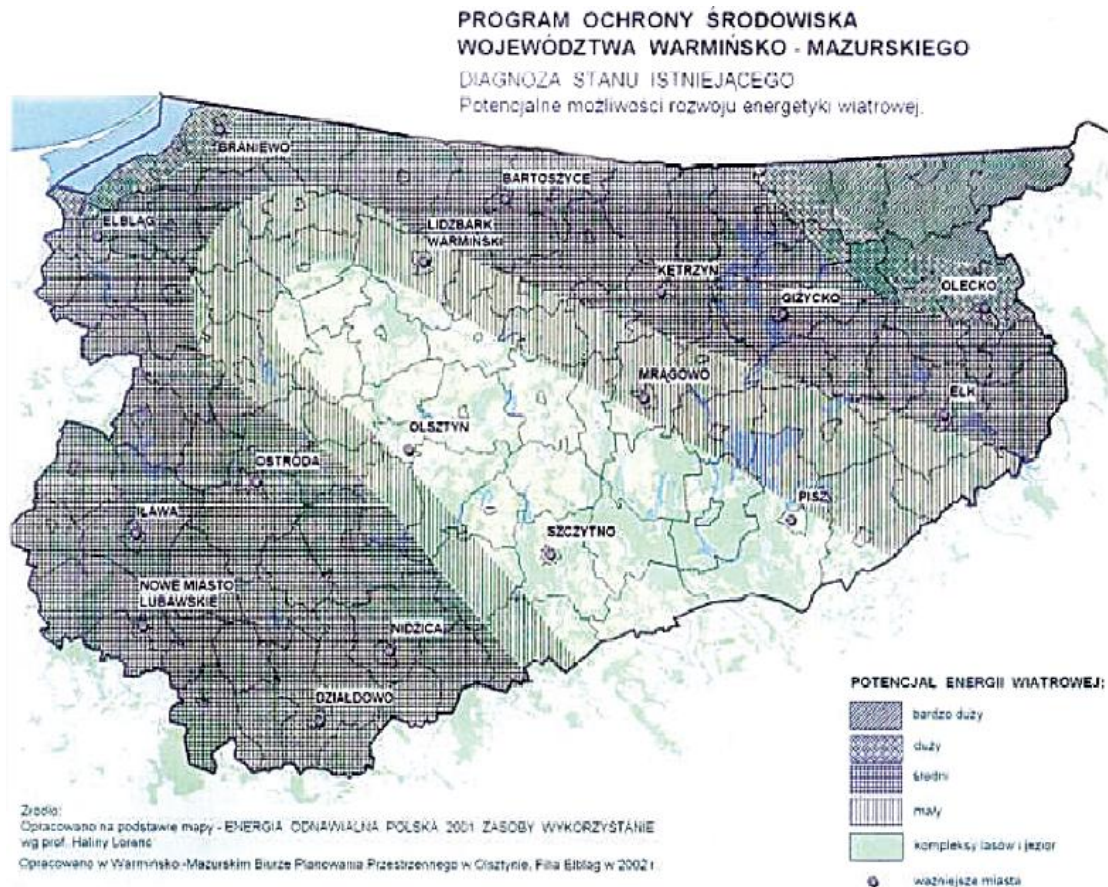 PROGRAM OCHRONY ŚRODOWISKA
WOJEWÓDZTWA WARMIŃSKO - MAZURSKIEGO
DIAGNOZA STANU ISTNIEJĄCEGO
Potencjalne możliwości rozwoju energetyki wiatrowej.
BRANIEWO
BARTOSZYCE
ELBLĄG
LIDZBARK
WARMIŃSKI
KĘTRZYN
GIŻYCKO
OLECKO
MRĄGOWO
EŁK
OLSZTYN
OSTRÓDA
PISZ
IŁAWA
SZCZYTNO
NOWE MIASTO
LUBAWSKIE
NIDZICA
DZIAŁDOWO
POTENCJAŁ ENERGII WIATROWEJ:
bardzo duży
duży
średni
mały
kompleksy lasów i jezior
ważniejsze miasta
Źródło:
Opracowano na podstawie mapy - ENERGIA ODNAWIALNA POLSKA 2001 ZASOBY WYKORZYSTANIE
wg prof. Haliny Lorenc
Opracowano w Warmińsko-Mazurskim Biurze Planowania Przestrzennego w Olsztynie, Filia Elbląg w 2002 r.